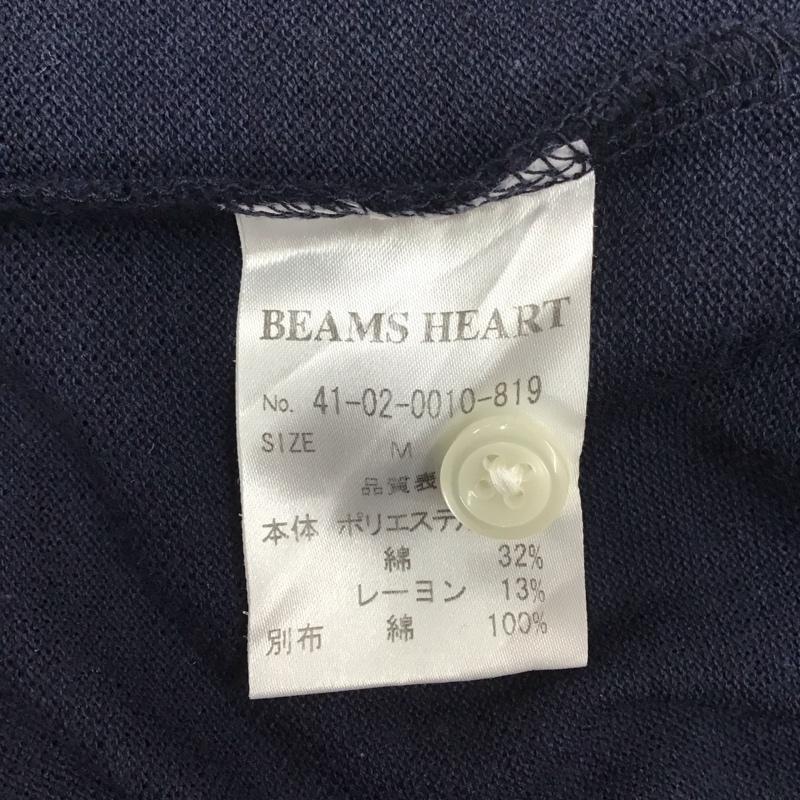 BEAMS HEART
No. 41-02-0010-819
SIZE M
品質表
本体 ポリエステ
綿 32%
レーヨン 13%
別布 綿 100%